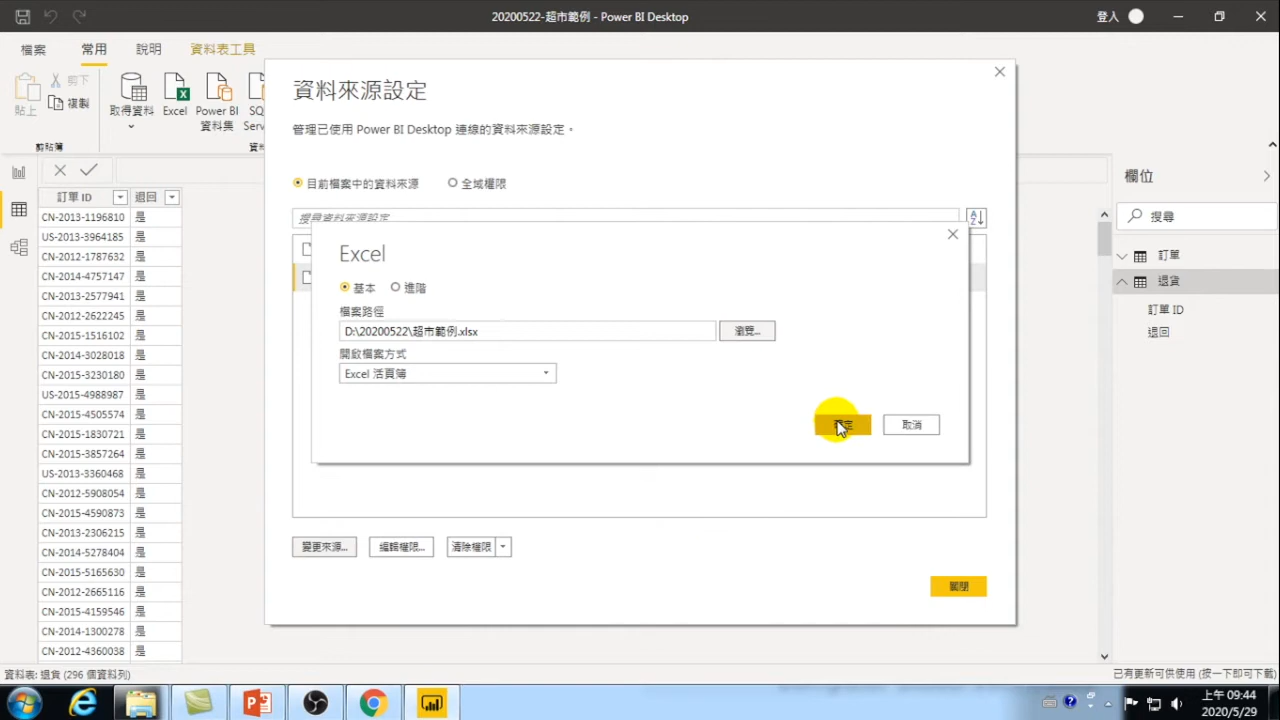 20200522-超市範例 - Power BI Desktop
登入
檔案
常用
說明
資料表工具
貼上
剪下
複製
剪貼簿
取得資料
Excel
Power BI
資料集
SQ
Serv
資料
訂單 ID
退回
CN-2013-1196810 是
US-2013-3964185 是
CN-2012-1787632 是
CN-2014-4757147 是
CN-2013-2577941 是
CN-2012-2622245 是
CN-2015-1516102 是
CN-2014-3028018 是
CN-2015-3230180 是
US-2015-4988987 是
CN-2015-4505574 是
CN-2015-1830721 是
CN-2015-3857264 是
US-2013-3360468 是
CN-2012-5908054 是
CN-2015-4590873 是
CN-2013-2306215 是
CN-2014-5278404 是
CN-2015-5165630 是
CN-2012-2665116 是
CN-2015-4159546 是
CN-2014-1300278 是
CN-2012-4360038 是
資料來源設定
管理已使用 Power BI Desktop 連線的資料來源設定。
目前檔案中的資料來源
全域權限
搜尋資料來源設定
Excel
基本
進階
檔案路徑
D:\20200522\超市範例.xlsx
瀏覽...
開啟檔案方式
Excel 活頁簿
取消
變更來源...
編輯權限...
清除權限
關閉
欄位
搜尋
訂單
退貨
訂單 ID
退回
資料表: 退貨 (296 個資料列)
已有更新可供使用 (按一下即可下載)
上午 09:44
2020/5/29